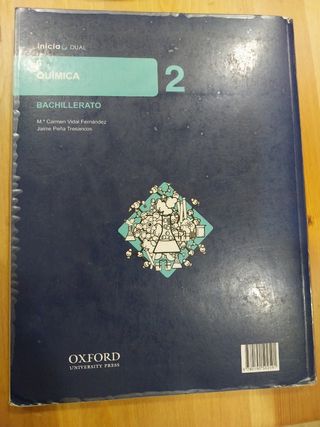 inicia DUAL
QUÍMICA
2
BACHILLERATO
M.ª Carmen Vidal Fernández
Jaime Peña Tresancos
OXFORD
UNIVERSITY PRESS